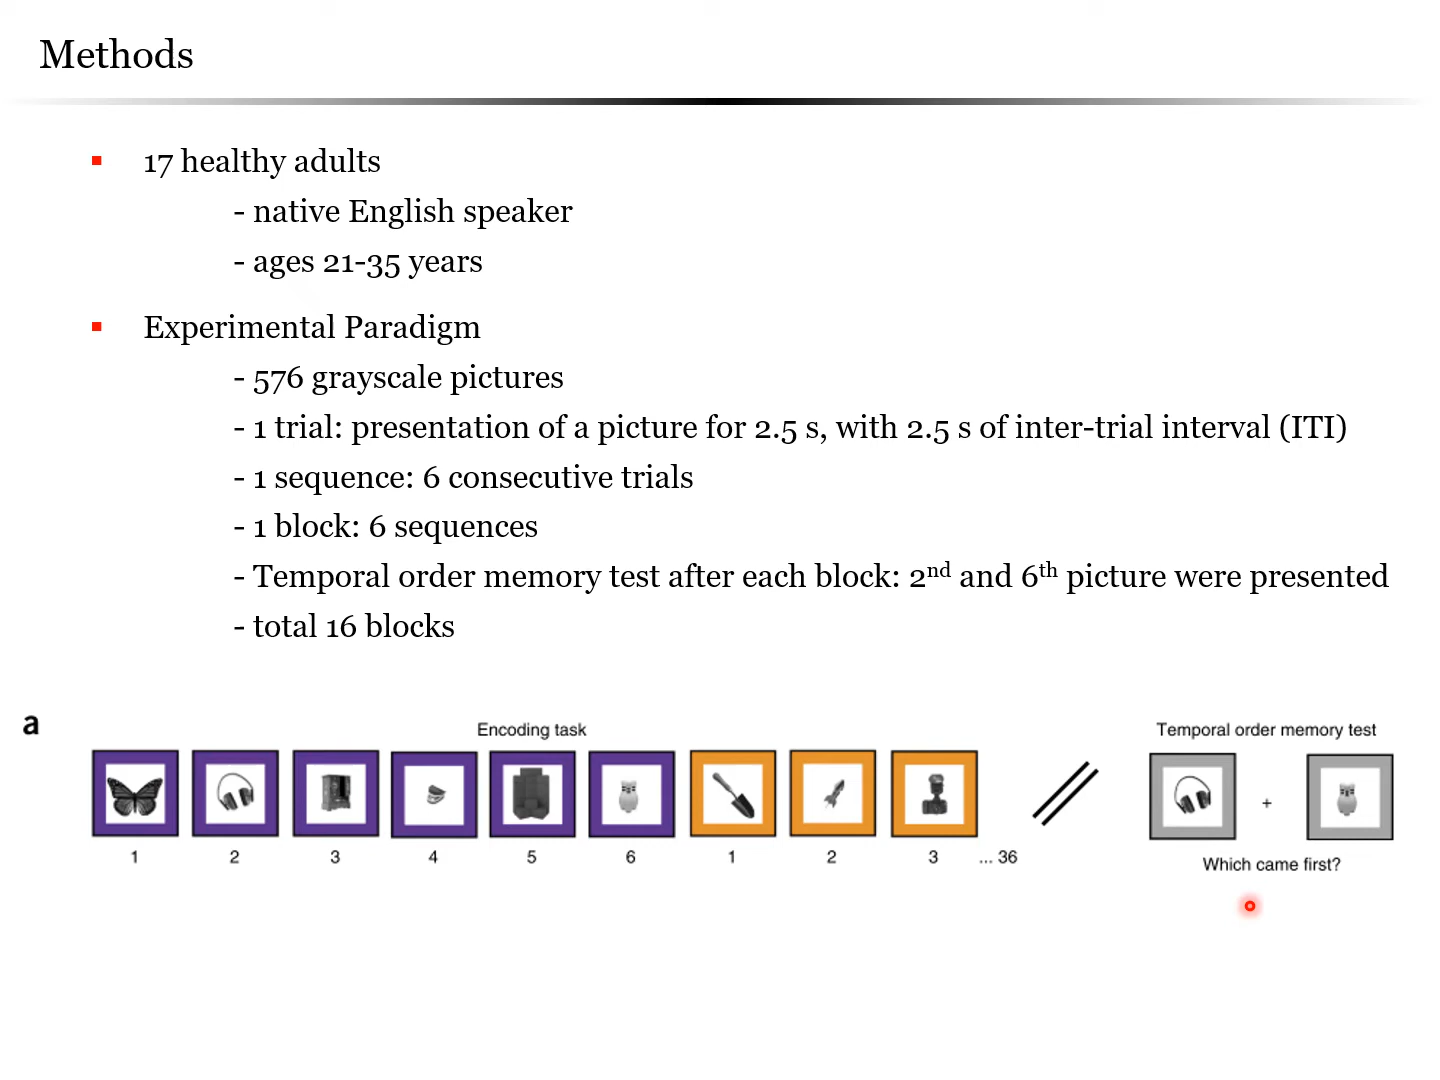 Methods
▪ 17 healthy adults
- native English speaker
- ages 21-35 years
▪ Experimental Paradigm
- 576 grayscale pictures
- 1 trial: presentation of a picture for 2.5 s, with 2.5 s of inter-trial interval (ITI)
- 1 sequence: 6 consecutive trials
- 1 block: 6 sequences
- Temporal order memory test after each block: 2nd and 6th picture were presented
- total 16 blocks
a
Encoding task
1 2 3 4 5 6 1 2 3 ... 36
Temporal order memory test
+
Which came first?